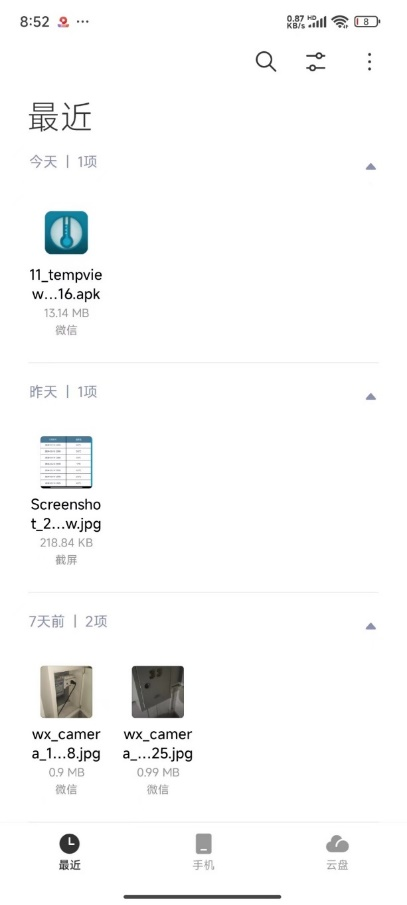 8:52
0.87 KB/s
HD
8
最近
今天 | 1项
11_tempvie
w...16.apk
13.14 MB
微信
昨天 | 1项
Screensho
t_2...w.jpg
218.84 KB
截屏
7天前 | 2项
wx_camer
a_1...8.jpg
0.9 MB
微信
wx_camer
a_...25.jpg
0.99 MB
微信
最近
手机
云盘